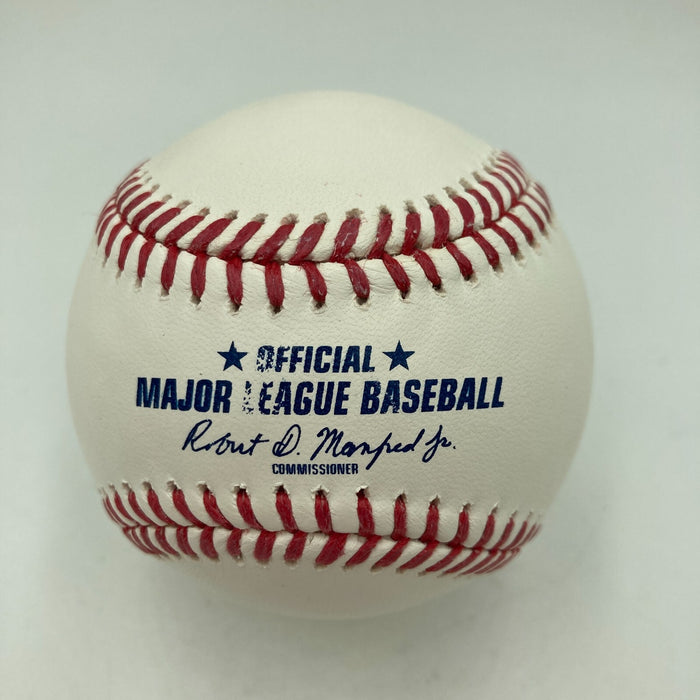 ★ OFFICIAL ★
MAJOR LEAGUE BASEBALL
Robert D. Manfred Jr.
COMMISSIONER